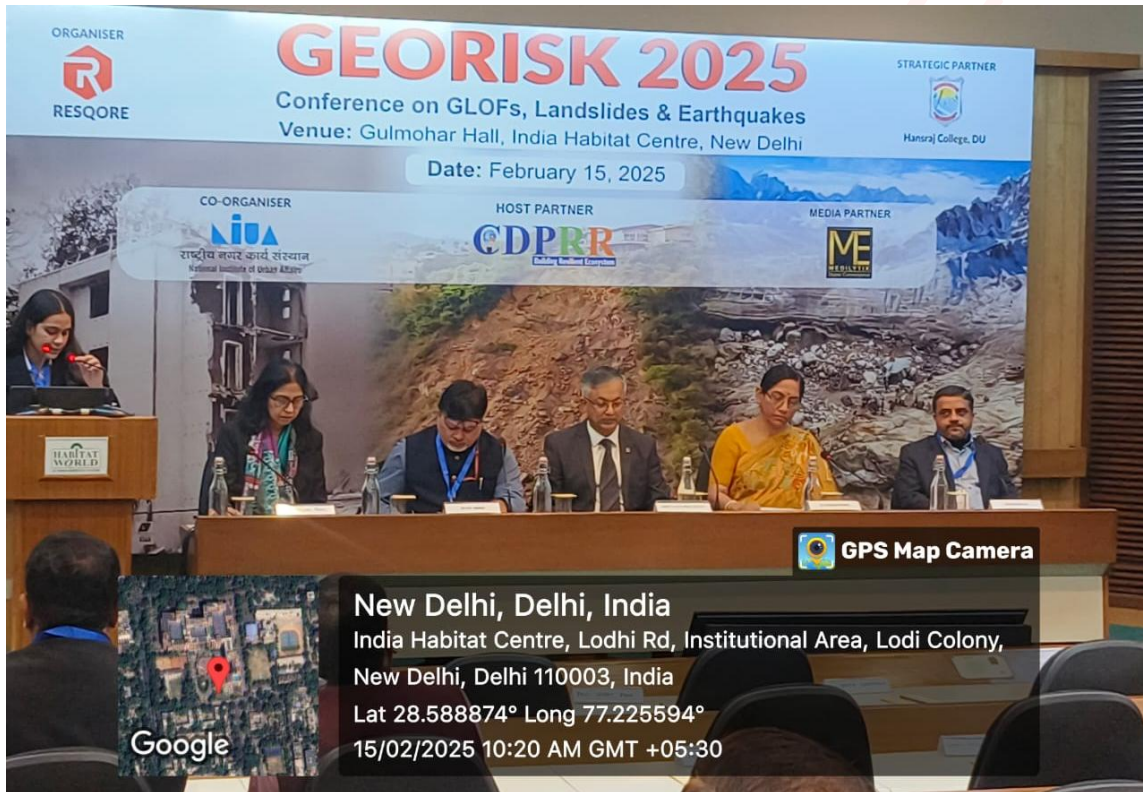 ORGANISER
RESQORE
GEORISK 2025
Conference on GLOFs, Landslides & Earthquakes
Venue: Gulmohar Hall, India Habitat Centre, New Delhi
Date: February 15, 2025
STRATEGIC PARTNER
Hansraj College, DU
CO-ORGANISER
NIUA
राष्ट्रीय नगर कार्य संस्थान
National Institute of Urban Affairs
HOST PARTNER
CDPRR
Building Resilient Ecosystem
MEDIA PARTNER
ME
MEDILYTIX
HABITAT
WORLD
GPS Map Camera
New Delhi, Delhi, India
India Habitat Centre, Lodhi Rd, Institutional Area, Lodi Colony,
New Delhi, Delhi 110003, India
Lat 28.588874° Long 77.225594°
15/02/2025 10:20 AM GMT +05:30
Google